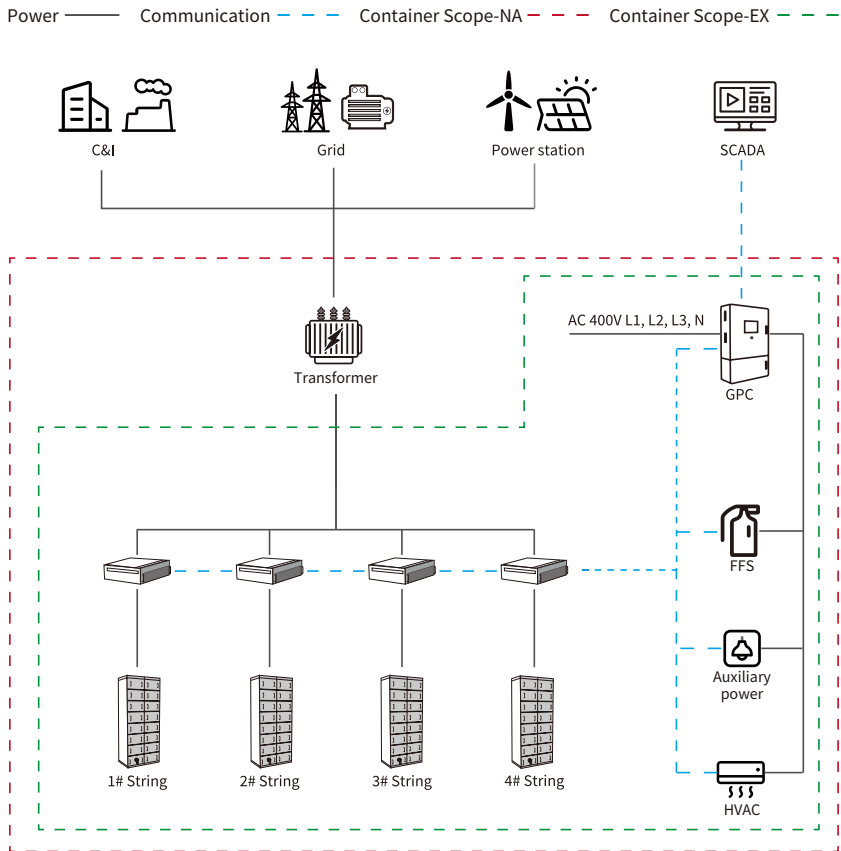 Power
Communication
Container Scope-NA
Container Scope-EX
C&I
Grid
Power station
SCADA
AC 400V L1, L2, L3, N
Transformer
GPC
FFS
Auxiliary
power
1# String
2# String
3# String
4# String
HVAC